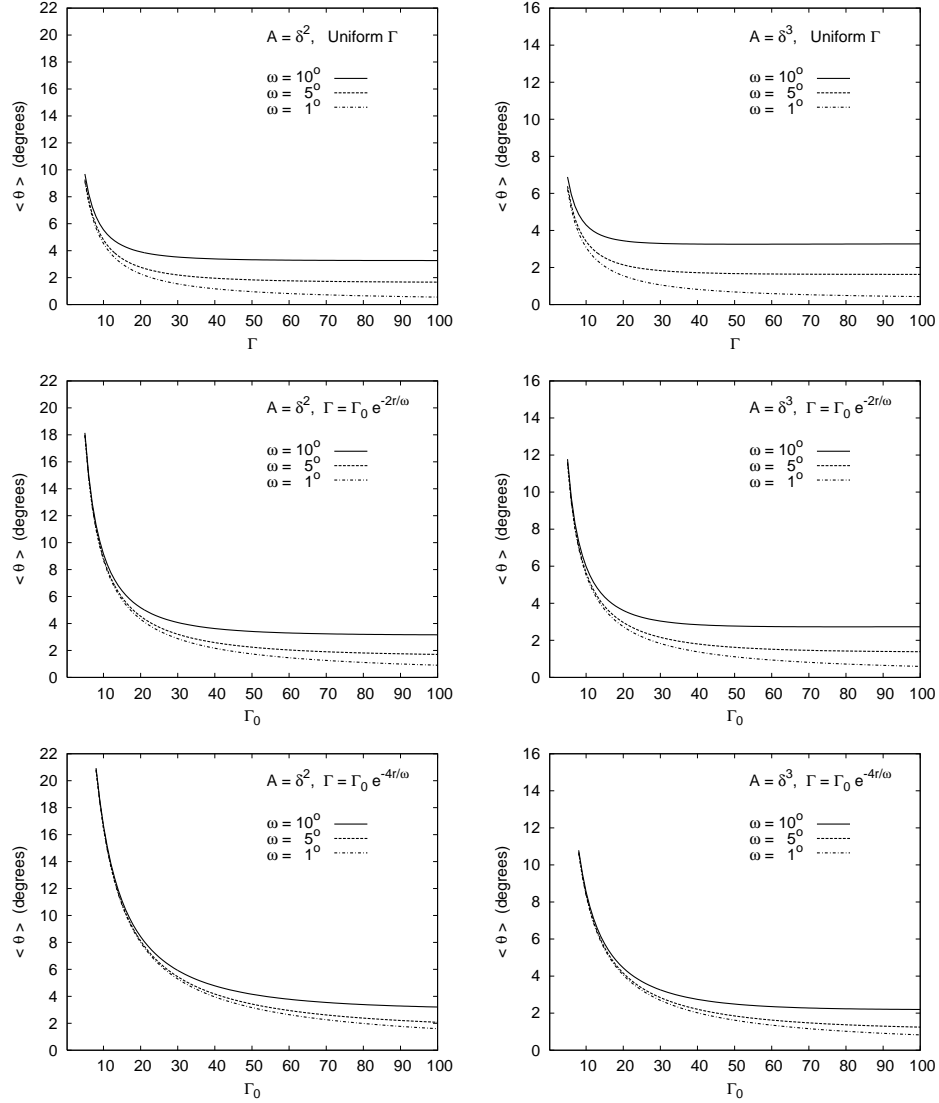 22
20
18
16
14
12
10
8
6
4
2
0
< θ > (degrees)
A = δ², Uniform Γ
ω = 10°
ω = 5°
ω = 1°
10 20 30 40 50 60 70 80 90 100
Γ
16
14
12
10
8
6
4
2
0
< θ > (degrees)
A = δ³, Uniform Γ
ω = 10°
ω = 5°
ω = 1°
10 20 30 40 50 60 70 80 90 100
Γ
22
20
18
16
14
12
10
8
6
4
2
0
< θ > (degrees)
A = δ², Γ = Γ₀ e^{-2r/ω}
ω = 10°
ω = 5°
ω = 1°
10 20 30 40 50 60 70 80 90 100
Γ₀
16
14
12
10
8
6
4
2
0
< θ > (degrees)
A = δ³, Γ = Γ₀ e^{-2r/ω}
ω = 10°
ω = 5°
ω = 1°
10 20 30 40 50 60 70 80 90 100
Γ₀
22
20
18
16
14
12
10
8
6
4
2
0
< θ > (degrees)
A = δ², Γ = Γ₀ e^{-4r/ω}
ω = 10°
ω = 5°
ω = 1°
10 20 30 40 50 60 70 80 90 100
Γ₀
16
14
12
10
8
6
4
2
0
< θ > (degrees)
A = δ³, Γ = Γ₀ e^{-4r/ω}
ω = 10°
ω = 5°
ω = 1°
10 20 30 40 50 60 70 80 90 100
Γ₀